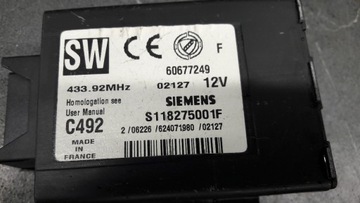 SW CE FIAT F
60677249
433.92MHz 02127 12V
Homologation see SIEMENS
User Manual
C492 S118275001F
MADE 2 / 06226 / 624071980 / 02127
IN
FRANCE